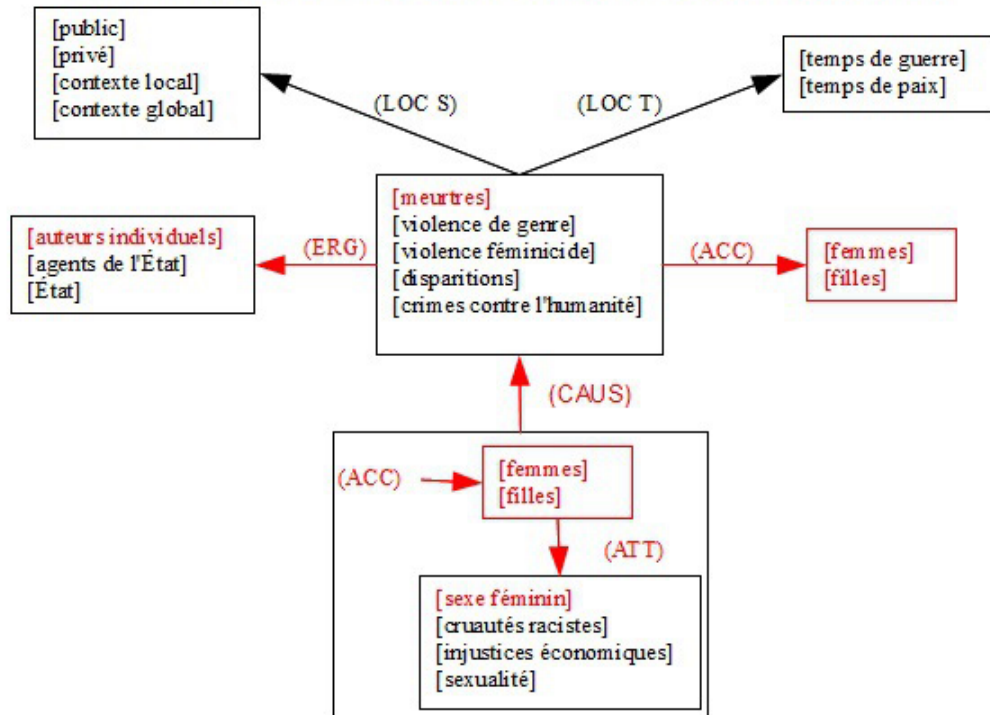 [public]
[privé]
[contexte local]
[contexte global]
(LOC S)
(LOC T)
[temps de guerre]
[temps de paix]
[meurtres]
[violence de genre]
[violence féminicide]
[disparitions]
[crimes contre l'humanité]
[auteurs individuels]
[agents de l'État]
[État]
(ERG)
(ACC)
[femmes]
[filles]
(CAUS)
(ACC)
[femmes]
[filles]
(ATT)
[sexe féminin]
[cruautés racistes]
[injustices économiques]
[sexualité]